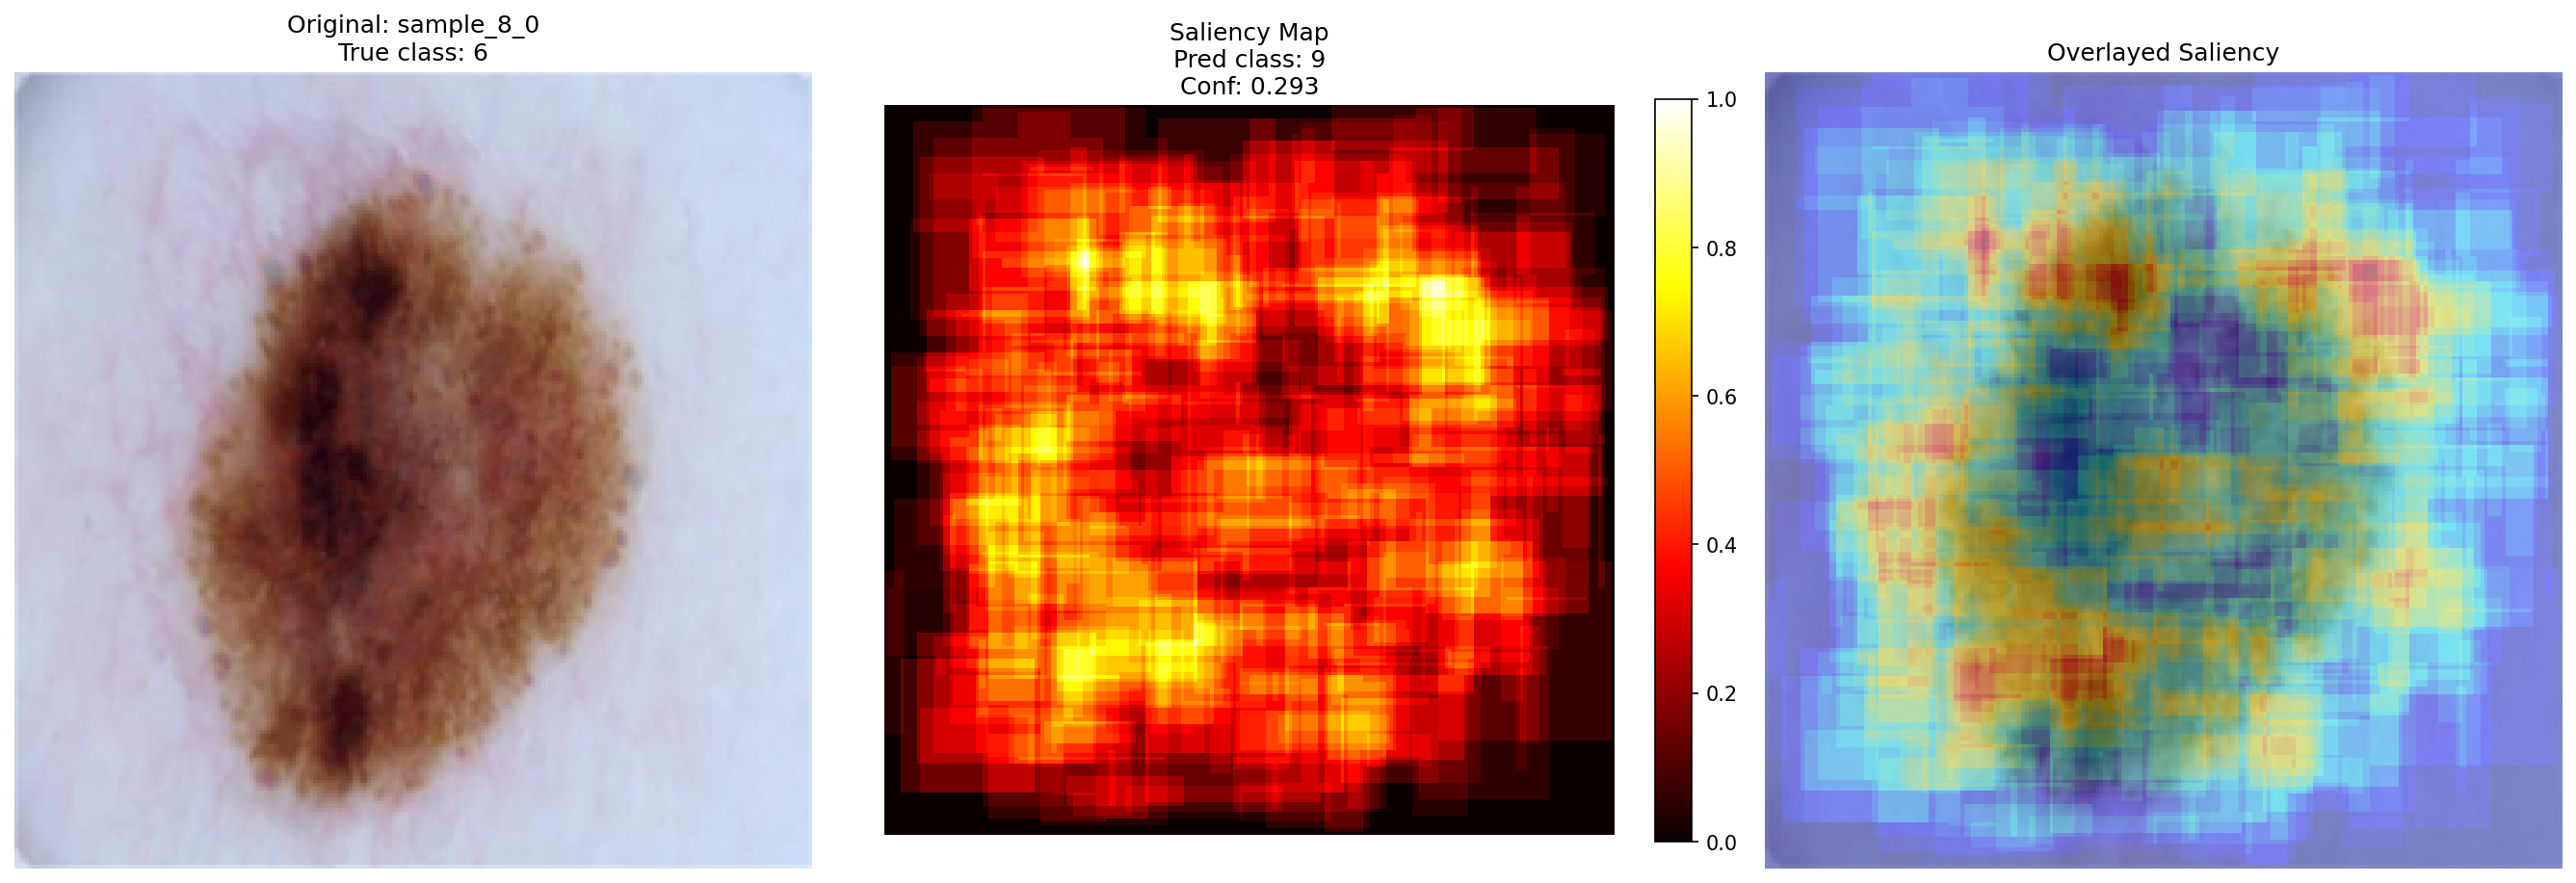 Original: sample_8_0
True class: 6
Saliency Map
Pred class: 9
Conf: 0.293
1.0
0.8
0.6
0.4
0.2
0.0
Overlayed Saliency